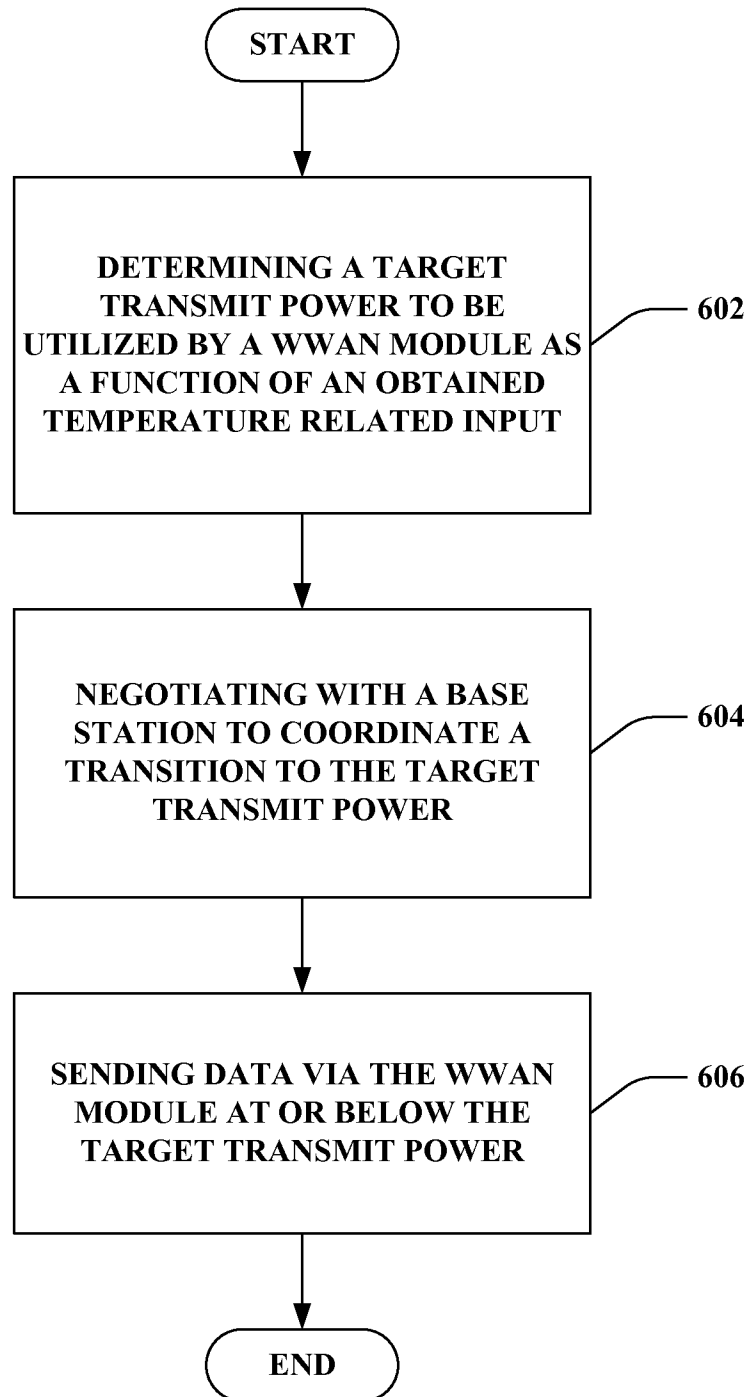 START
DETERMINING A TARGET
TRANSMIT POWER TO BE
UTILIZED BY A WWAN MODULE AS
A FUNCTION OF AN OBTAINED
TEMPERATURE RELATED INPUT
602
NEGOTIATING WITH A BASE
STATION TO COORDINATE A
TRANSITION TO THE TARGET
TRANSMIT POWER
604
SENDING DATA VIA THE WWAN
MODULE AT OR BELOW THE
TARGET TRANSMIT POWER
606
END